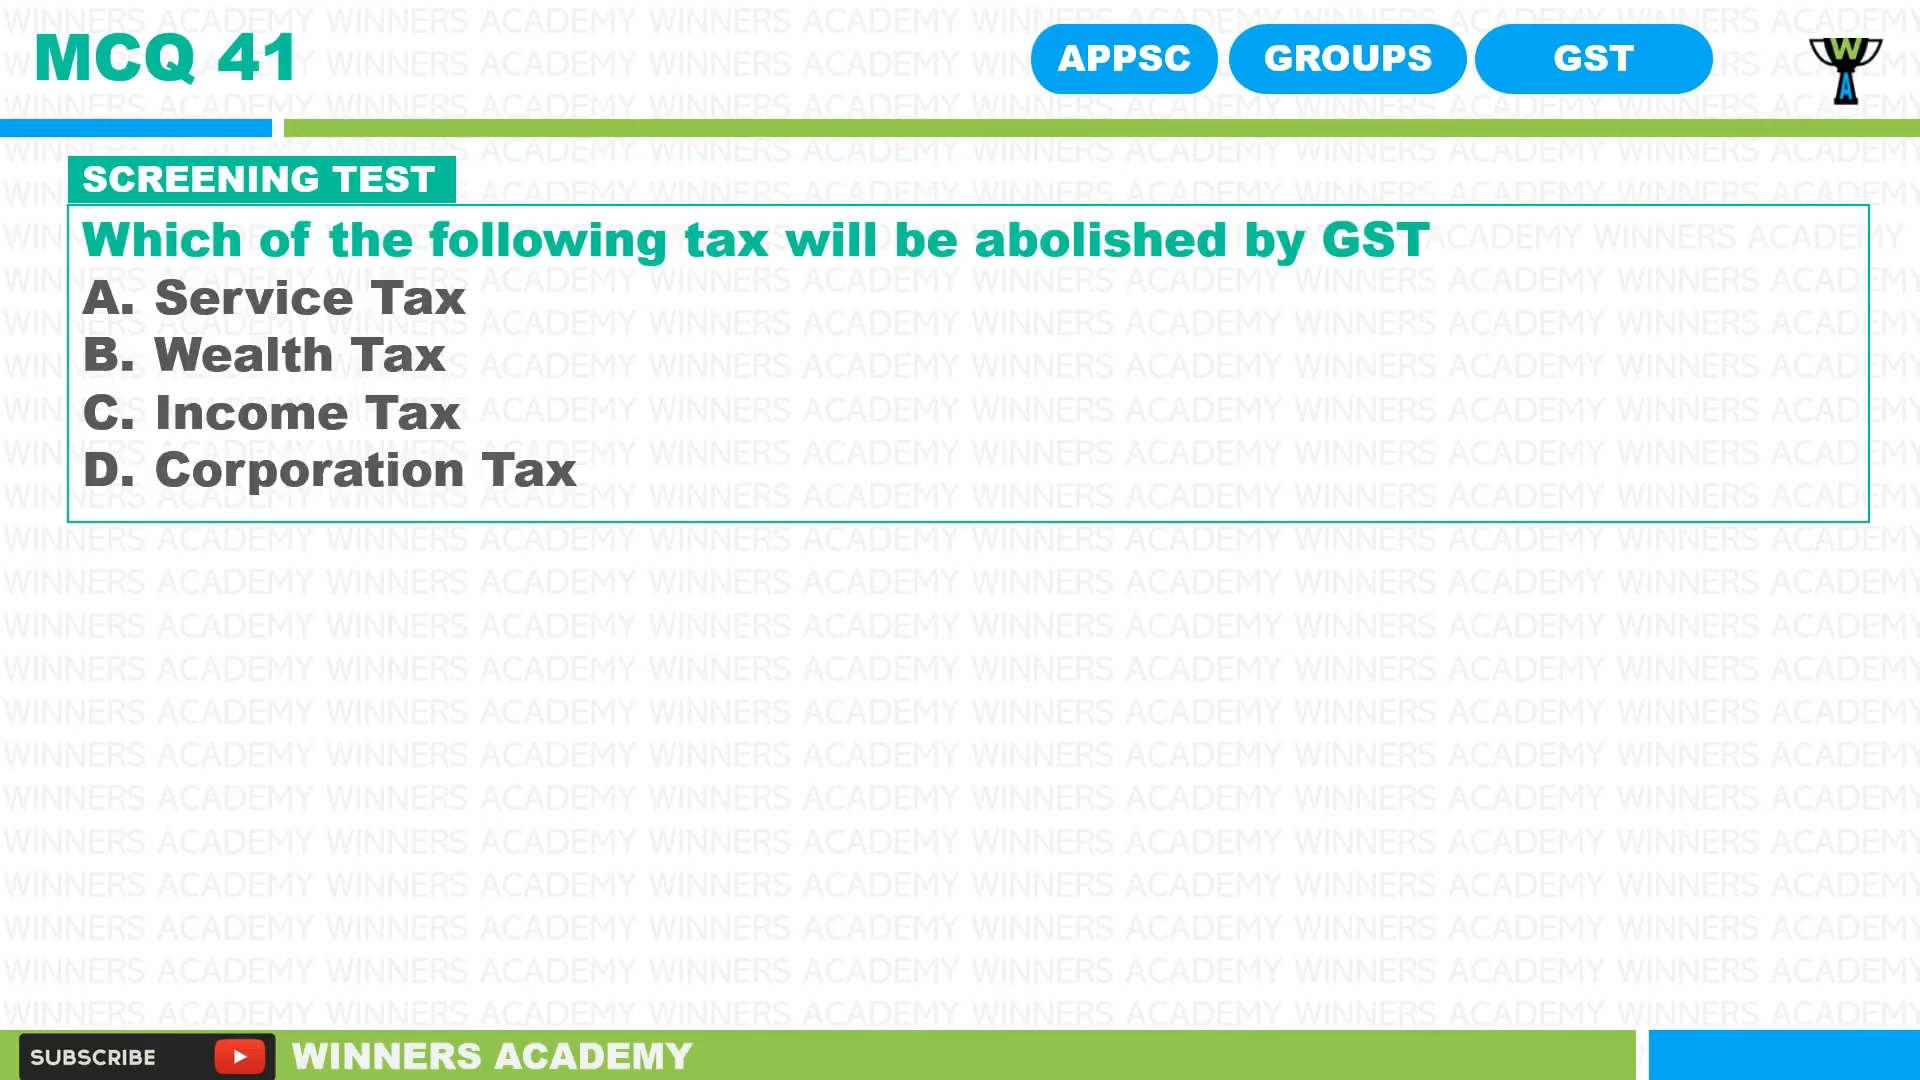 MCQ 41
APPSC GROUPS GST
W
A
SCREENING TEST
Which of the following tax will be abolished by GST
A. Service Tax
B. Wealth Tax
C. Income Tax
D. Corporation Tax
SUBSCRIBE WINNERS ACADEMY